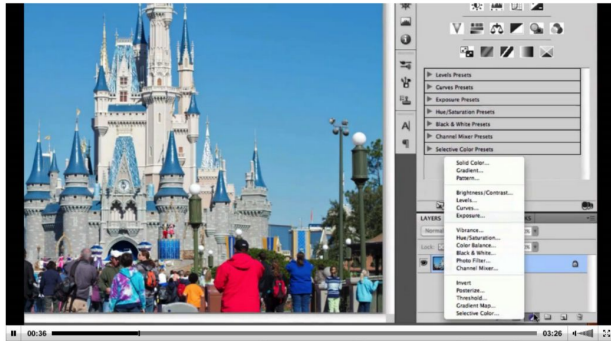 Levels Presets
Curves Presets
Exposure Presets
Hue/Saturation Presets
Black & White Presets
Channel Mixer Presets
Selective Color Presets
Solid Color...
Gradient...
Pattern...
Brightness/Contrast...
Levels...
Curves...
Exposure...
LAYERS
Normal
Vibrance...
Hue/Saturation...
Lock:
Color Balance...
Black & White...
Photo Filter...
Channel Mixer...
Invert
Posterize...
Threshold...
Gradient Map...
Selective Color...
00:36
03:26